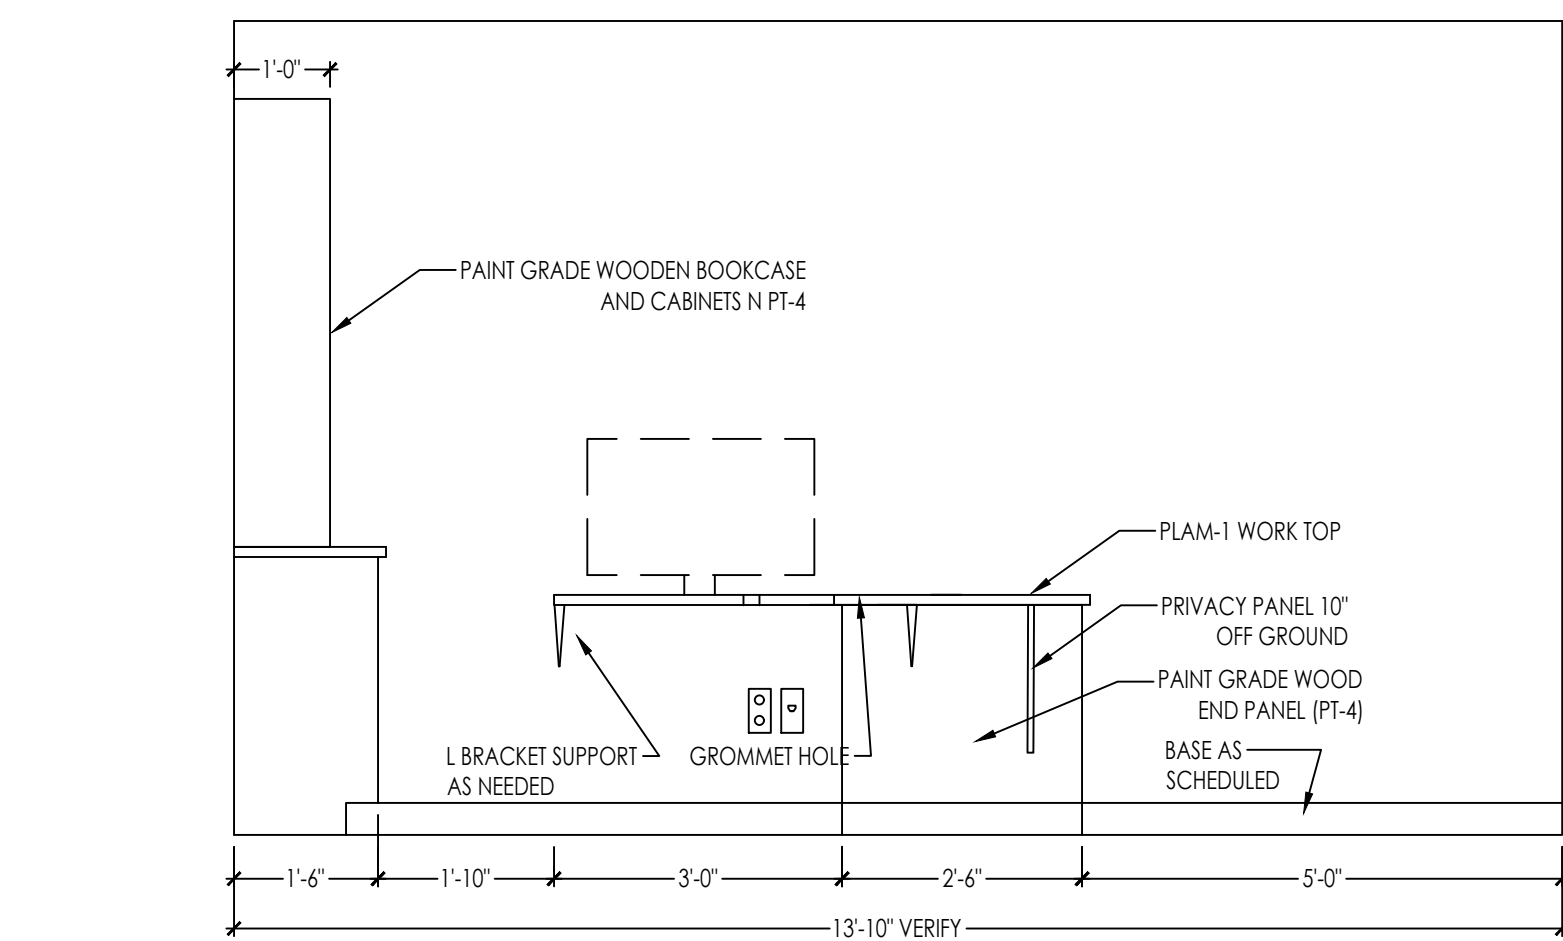 1'-0"
PAINT GRADE WOODEN BOOKCASE
AND CABINETS N PT-4
PLAM-1 WORK TOP
PRIVACY PANEL 10"
OFF GROUND
PAINT GRADE WOOD
END PANEL (PT-4)
L BRACKET SUPPORT
AS NEEDED
GROMMET HOLE
BASE AS
SCHEDULED
1'-6"
1'-10"
3'-0"
2'-6"
5'-0"
13'-10" VERIFY